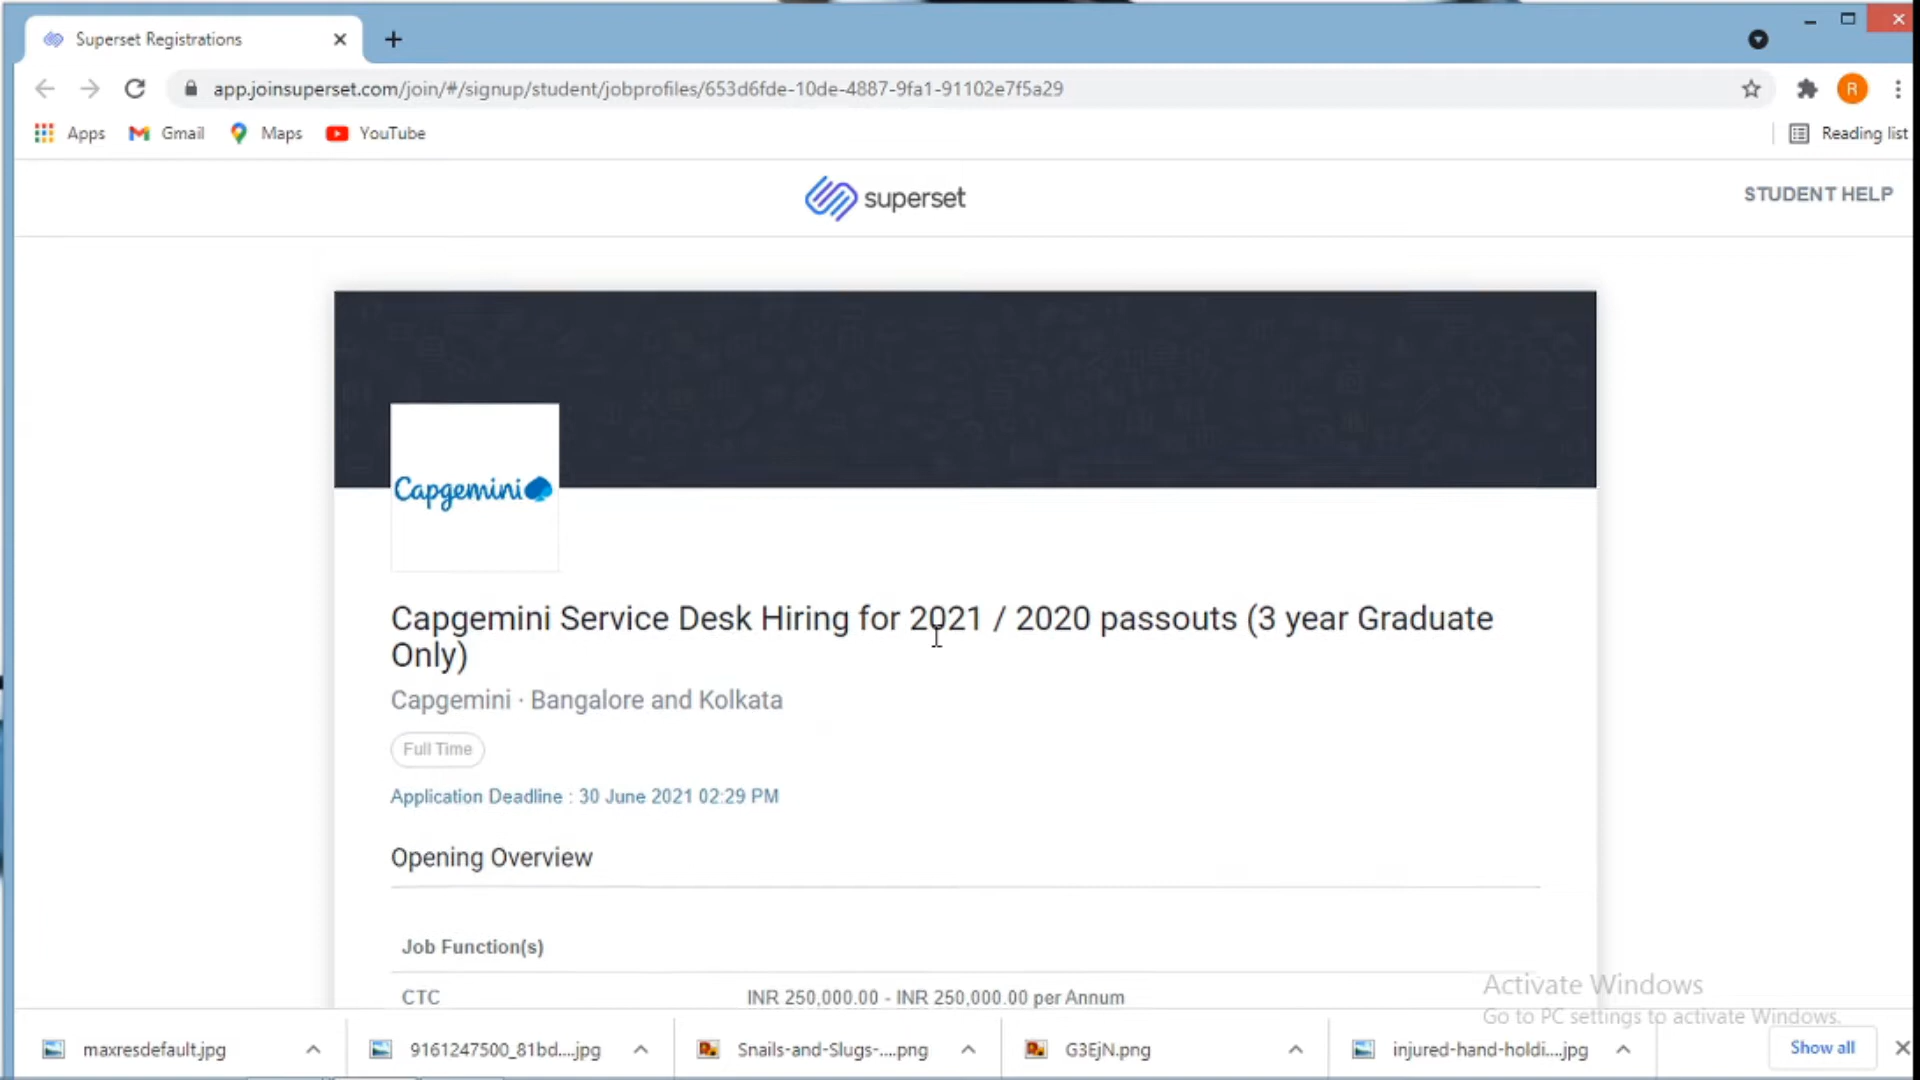 Superset Registrations
app.joinsuperset.com/join/#/signup/student/jobprofiles/653d6fde-10de-4887-9fa1-91102e7f5a29
R
Apps
Gmail
Maps
YouTube
Reading list
superset
STUDENT HELP
Capgemini
Capgemini Service Desk Hiring for 2021 / 2020 passouts (3 year Graduate
Only)
Capgemini · Bangalore and Kolkata
Full Time
Application Deadline : 30 June 2021 02:29 PM
Opening Overview
Job Function(s)
CTC INR 250,000.00 - INR 250,000.00 per Annum
Activate Windows
Go to PC settings to activate Windows.
maxresdefault.jpg
9161247500_81bd....jpg
Snails-and-Slugs-....png
G3EjN.png
injured-hand-holdi....jpg
Show all